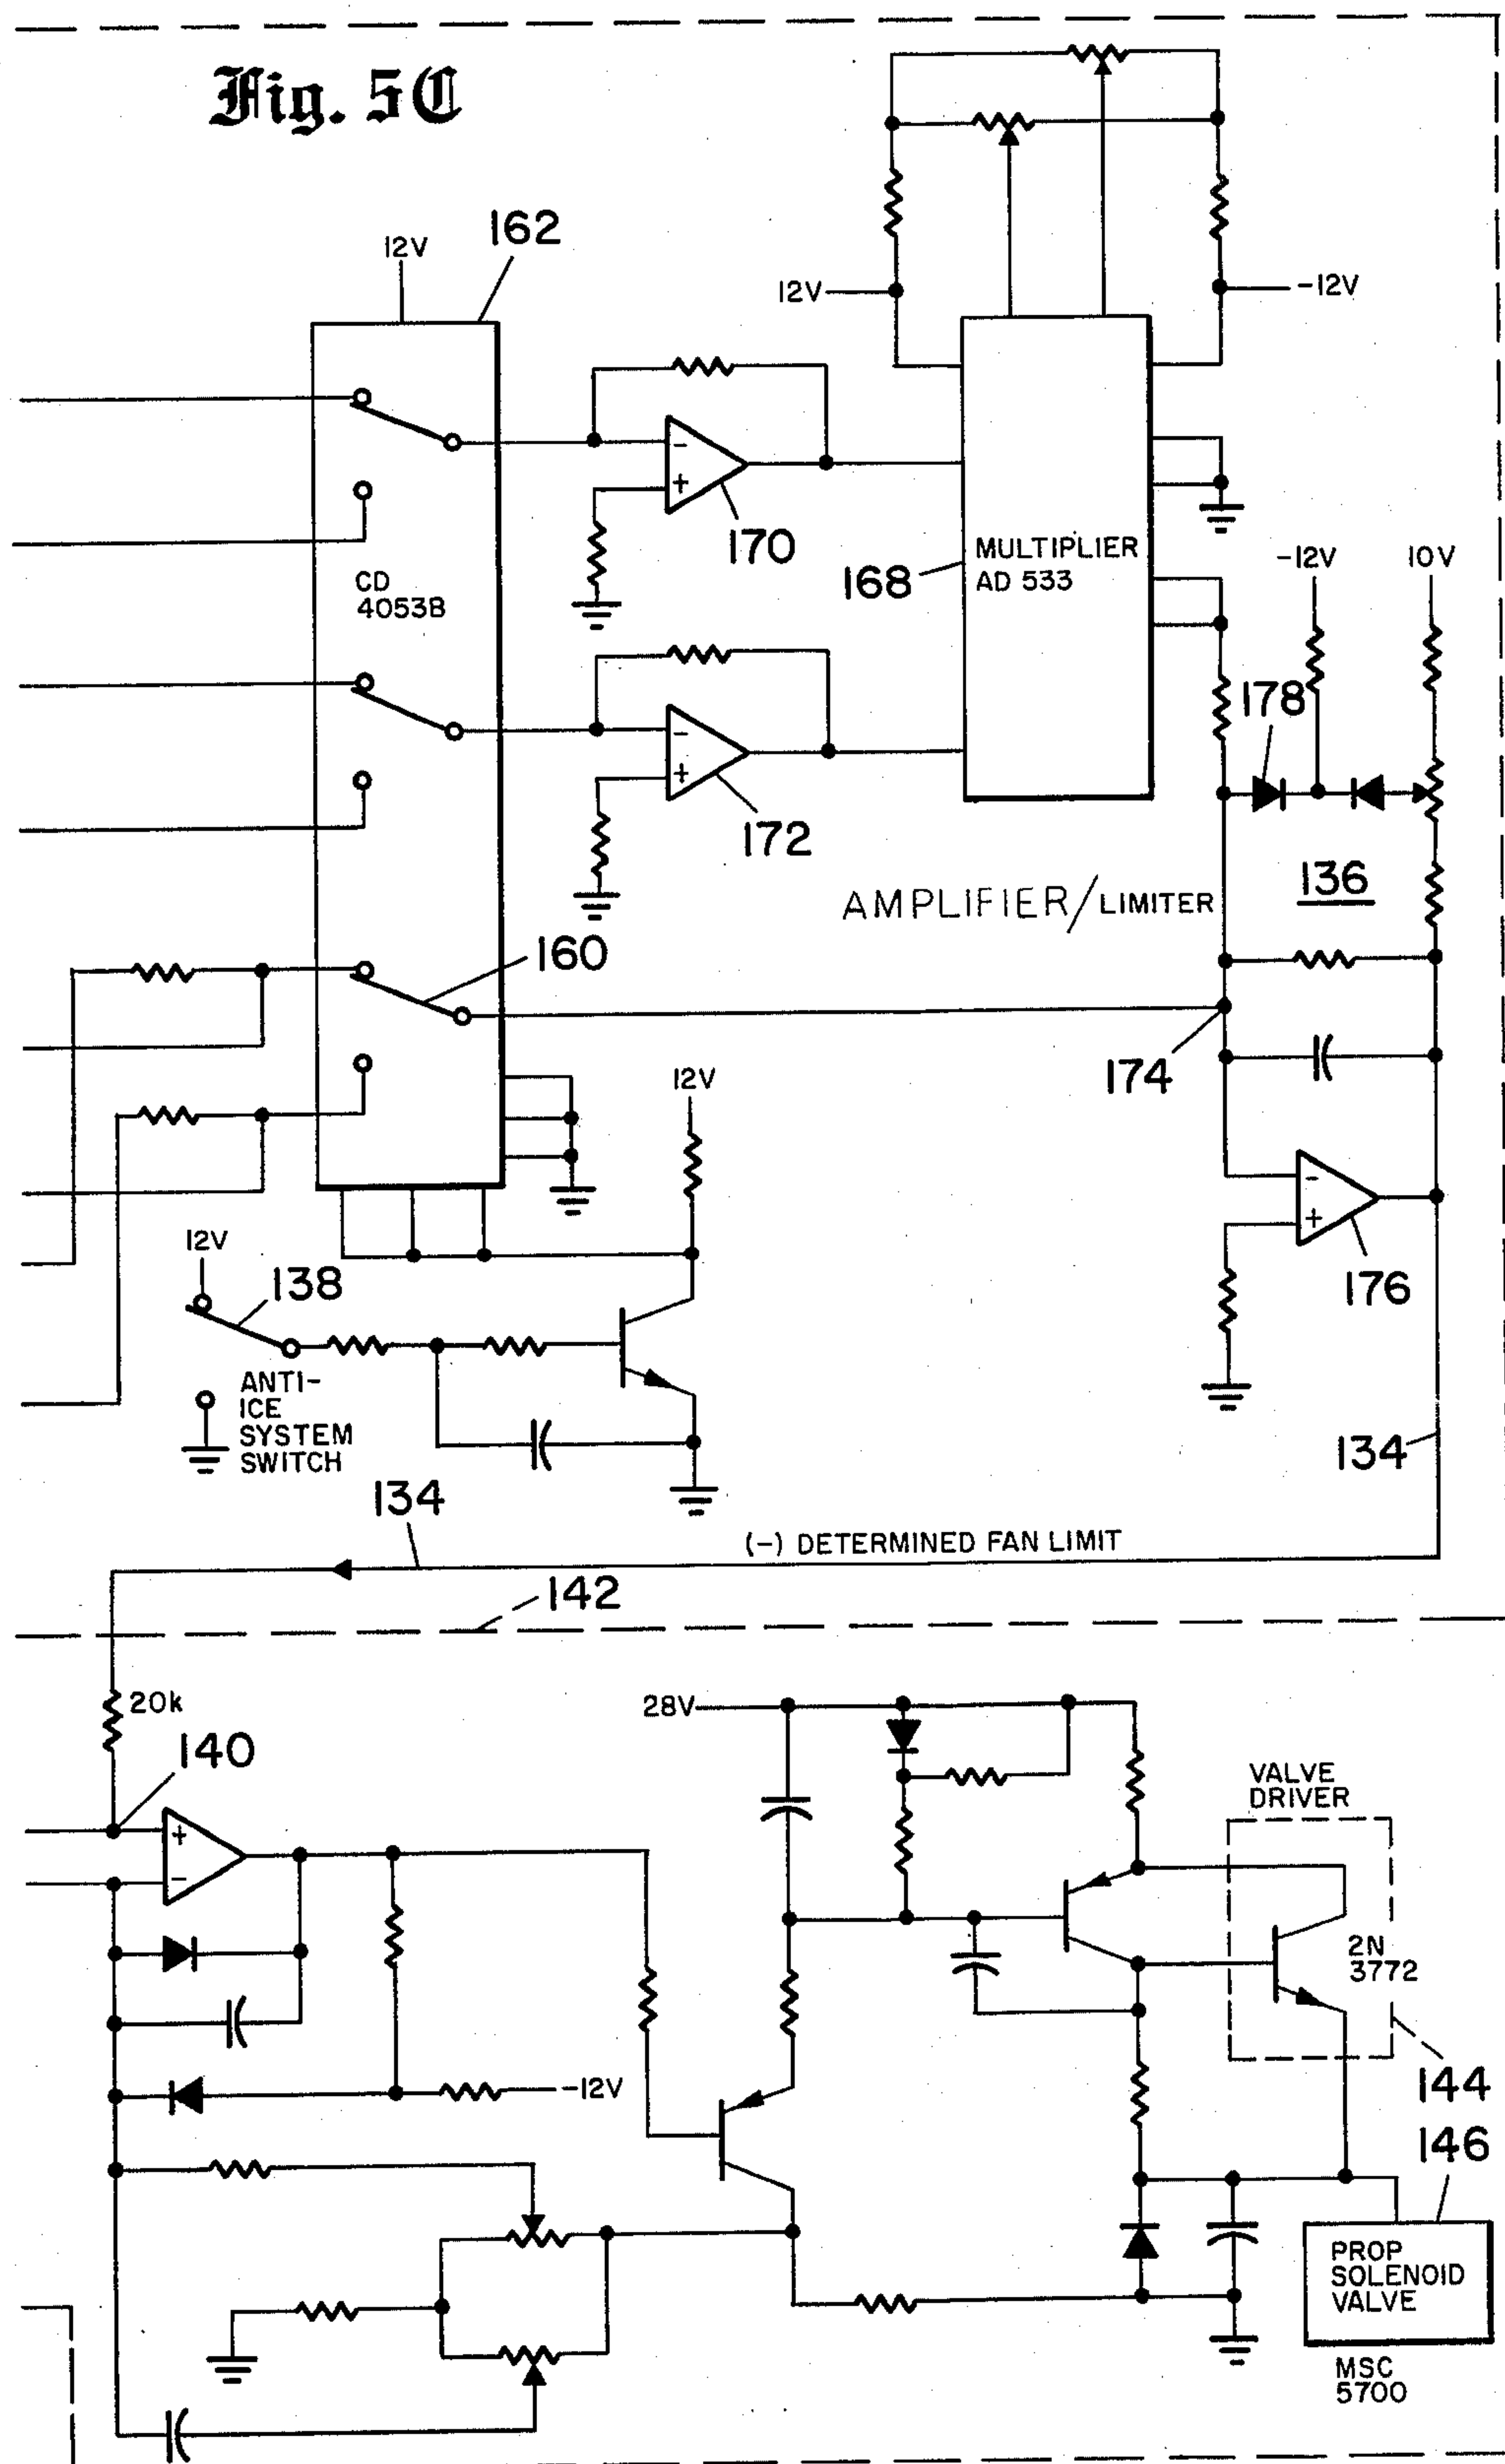 Fig. 5C
162
12V
12V
-12V
-
+
170
MULTIPLIER
AD 533
168
CD
4053B
-12V
10V
178
-
+
172
136
AMPLIFIER/LIMITER
160
174
12V
-
+
176
12V
138
ANTI-
ICE
SYSTEM
SWITCH
134
134
(-) DETERMINED FAN LIMIT
142
20k
140
28V
VALVE
DRIVER
+
-
2N
3772
-12V
144
146
PROP
SOLENOID
VALVE
MSC
5700